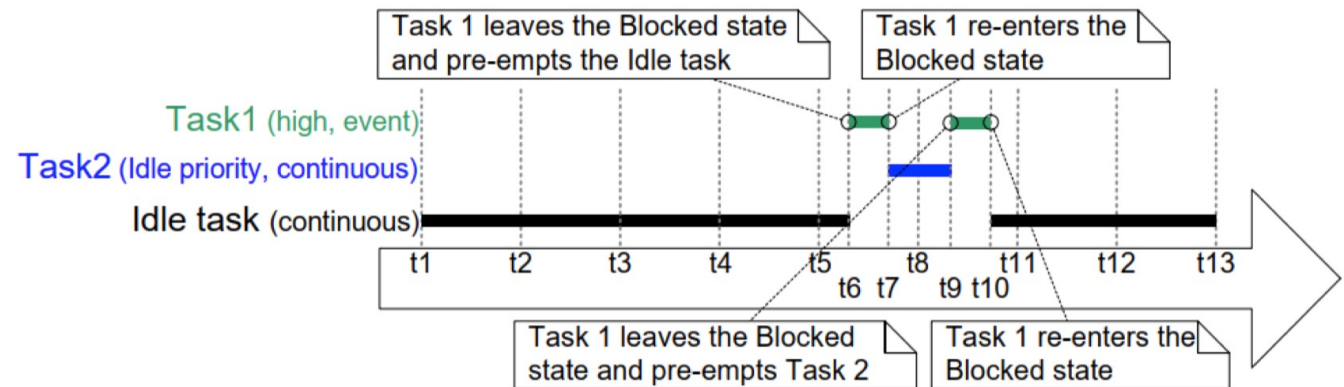 Task 1 leaves the Blocked state
and pre-empts the Idle task
Task 1 re-enters the
Blocked state
Task1 (high, event)
Task2 (Idle priority, continuous)
Idle task (continuous)
t1 t2 t3 t4 t5 t8 t11 t12 t13
t6 t7 t9 t10
Task 1 leaves the Blocked
state and pre-empts Task 2
Task 1 re-enters the
Blocked state